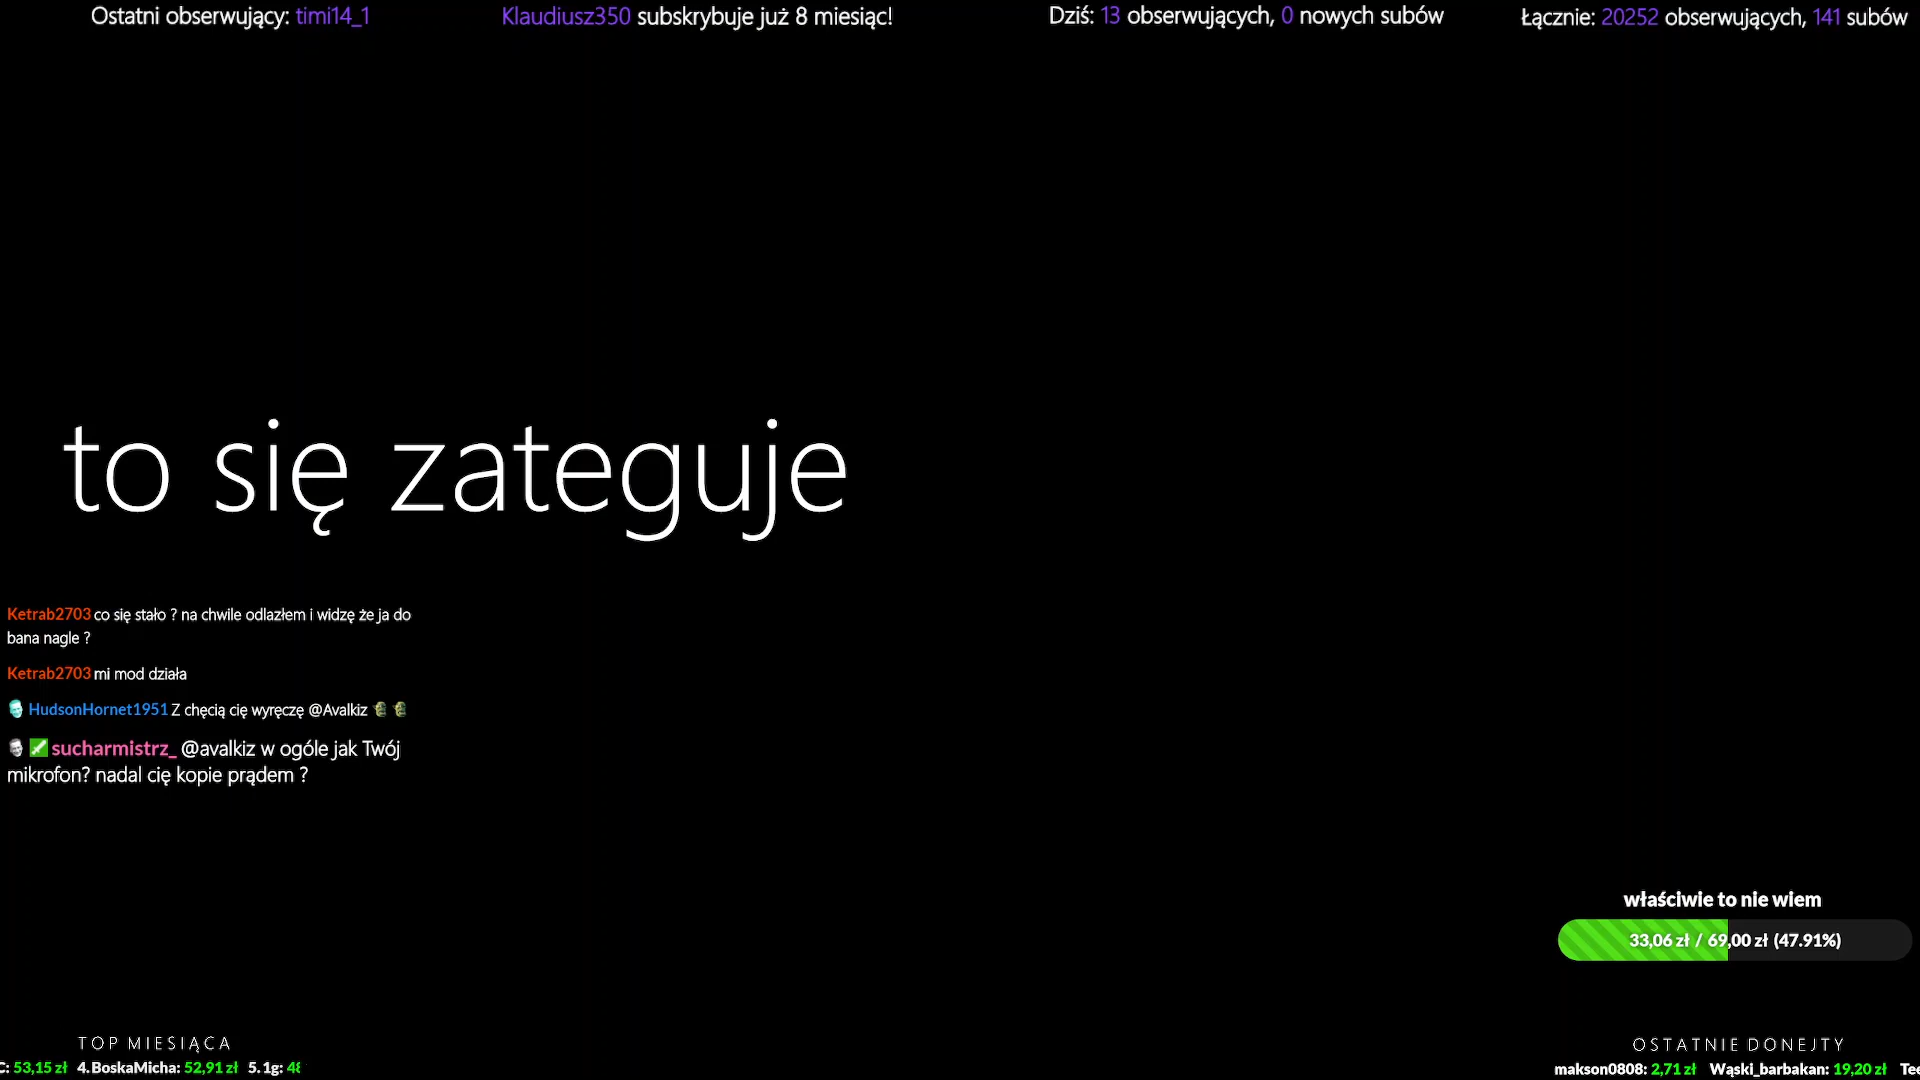 Ostatni obserwujący: timi14_1
Klaudiusz350 subskrybuje już 8 miesiąc!
Dziś: 13 obserwujących, 0 nowych subów
Łącznie: 20252 obserwujących, 141 subów
to się zateguje
Ketrab2703 co się stało ? na chwile odlazłem i widzę że ja do
bana nagle ?
Ketrab2703 mi mod działa
HudsonHornet1951 Z chęcią cię wyręczę @Avalkiz
sucharmistrz_ @avalkiz w ogóle jak Twój
mikrofon? nadal cię kopie prądem ?
właściwie to nie wiem
33,06 zł / 69,00 zł (47.91%)
TOP MIESIĄCA
C: 53,15 zł 4. BoskaMicha: 52,91 zł 5. 1g: 48
OSTATNIE DONEJTY
makson0808: 2,71 zł Wąski_barbakan: 19,20 zł Tee